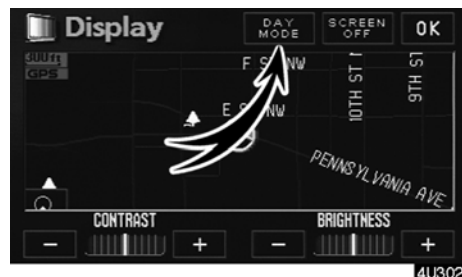 Display
DAY
MODE
SCREEN
OFF
OK
300ft
GPS
F ST NW
E ST NW
10TH ST
9TH ST
PENNSYLVANIA AVE
CONTRAST
BRIGHTNESS
- + - +
4U302